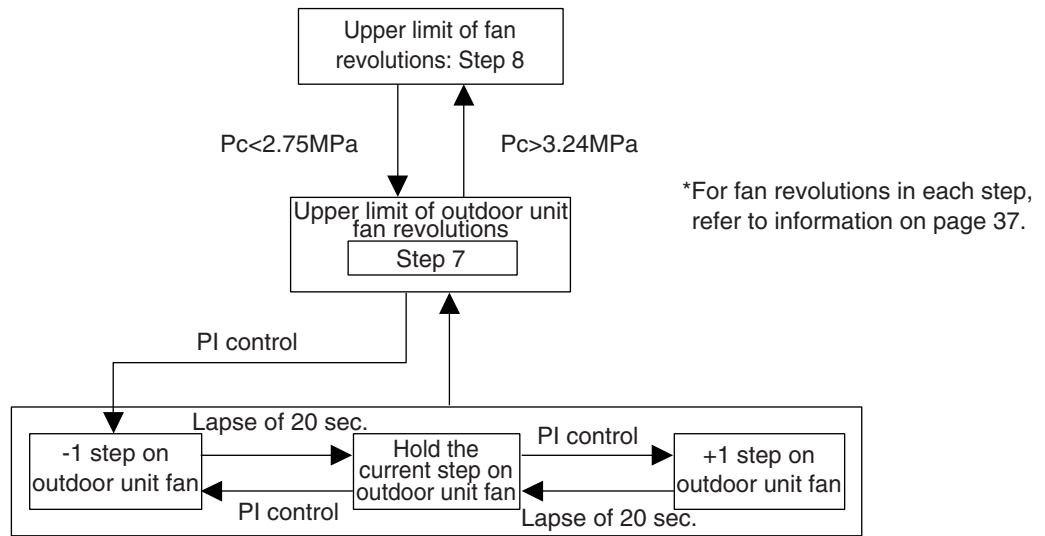 Upper limit of fan
revolutions: Step 8
Pc<2.75MPa
Pc>3.24MPa
*For fan revolutions in each step,
refer to information on page 37.
Upper limit of outdoor unit
fan revolutions
Step 7
PI control
Lapse of 20 sec.
-1 step on
outdoor unit fan
Hold the
current step on
outdoor unit fan
PI control
+1 step on
outdoor unit fan
PI control
Lapse of 20 sec.